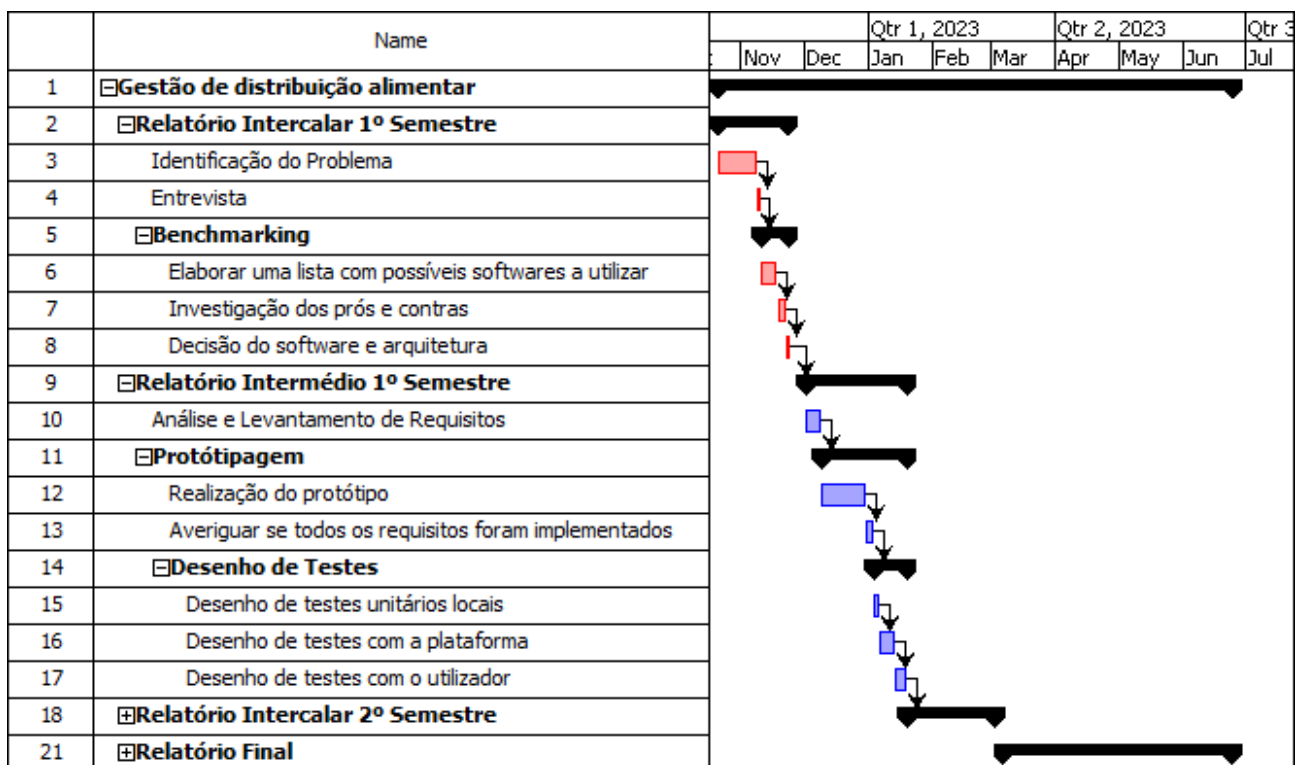 Name
Qtr 1, 2023 Qtr 2, 2023 Qtr 3
Nov Dec Jan Feb Mar Apr May Jun Jul
1 Gestão de distribuição alimentar
2 Relatório Intercalar 1º Semestre
3 Identificação do Problema
4 Entrevista
5 Benchmarking
6 Elaborar uma lista com possíveis softwares a utilizar
7 Investigação dos prós e contras
8 Decisão do software e arquitetura
9 Relatório Intermédio 1º Semestre
10 Análise e Levantamento de Requisitos
11 Protótipagem
12 Realização do protótipo
13 Averiguar se todos os requisitos foram implementados
14 Desenho de Testes
15 Desenho de testes unitários locais
16 Desenho de testes com a plataforma
17 Desenho de testes com o utilizador
18 Relatório Intercalar 2º Semestre
21 Relatório Final